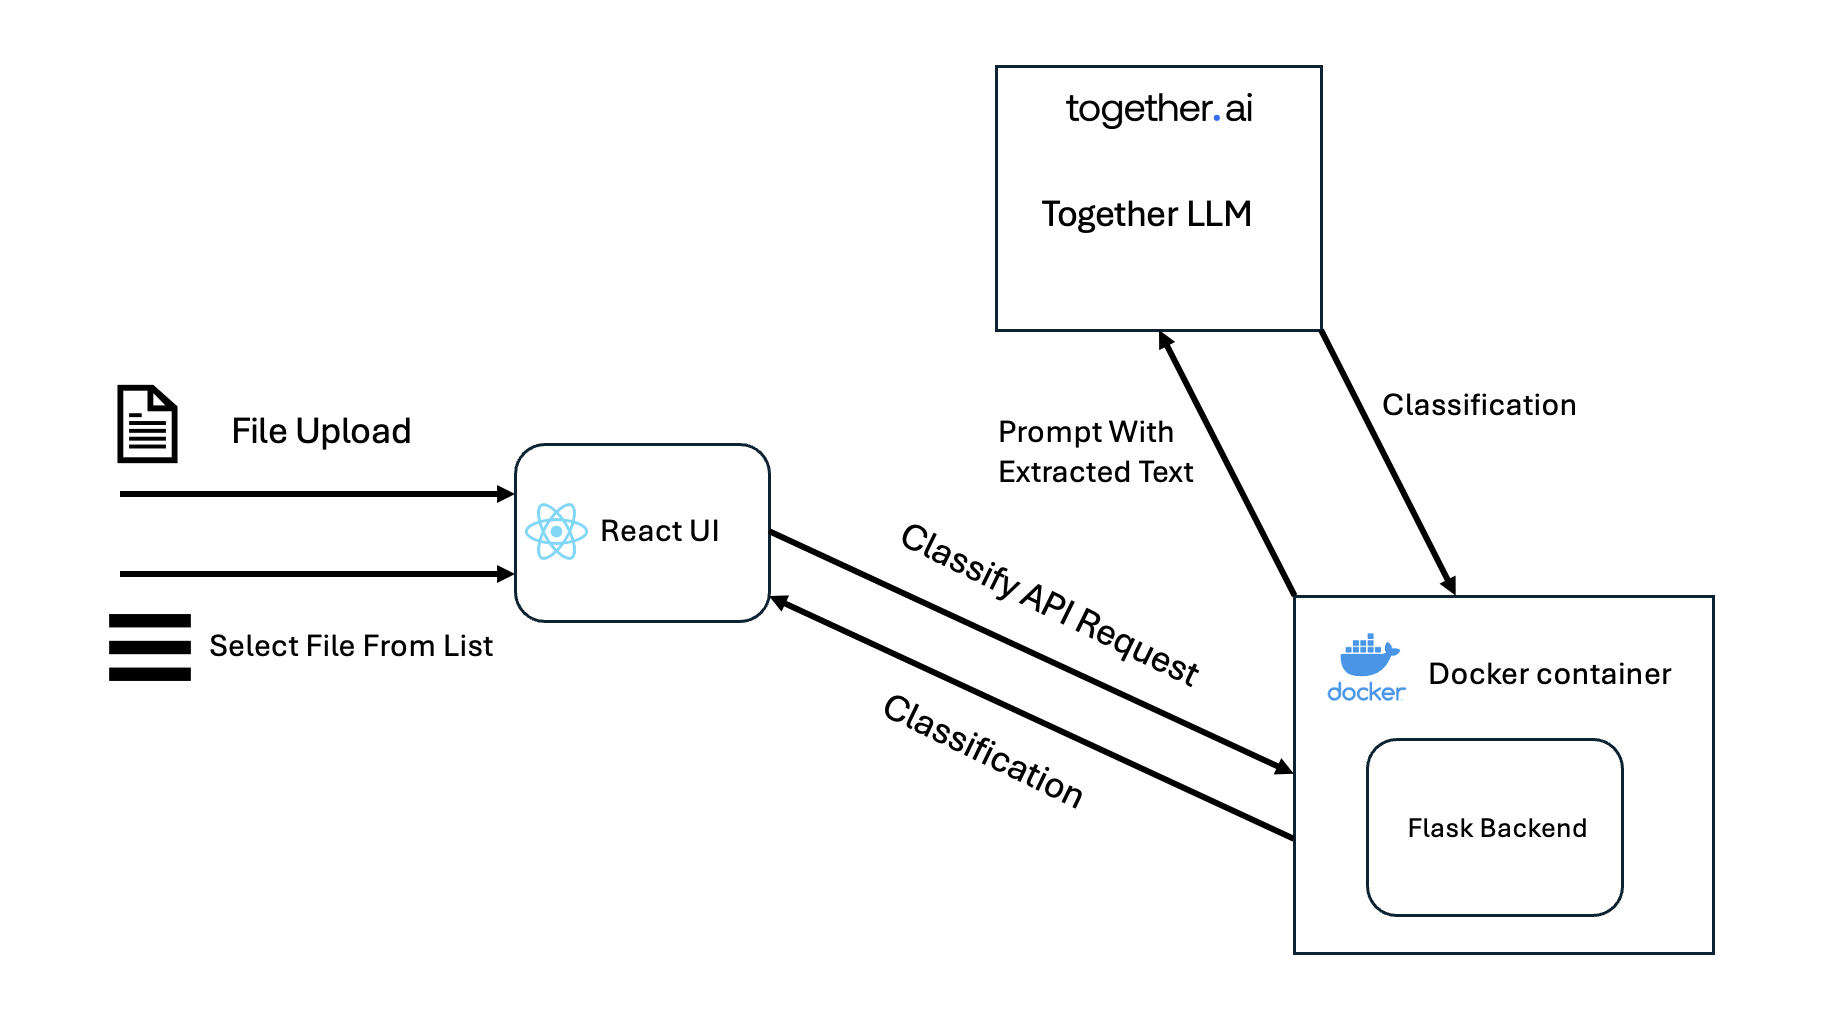 together.ai
Together LLM
File Upload
Select File From List
React UI
Prompt With
Extracted Text
Classification
Classify API Request
Classification
docker
Docker container
Flask Backend